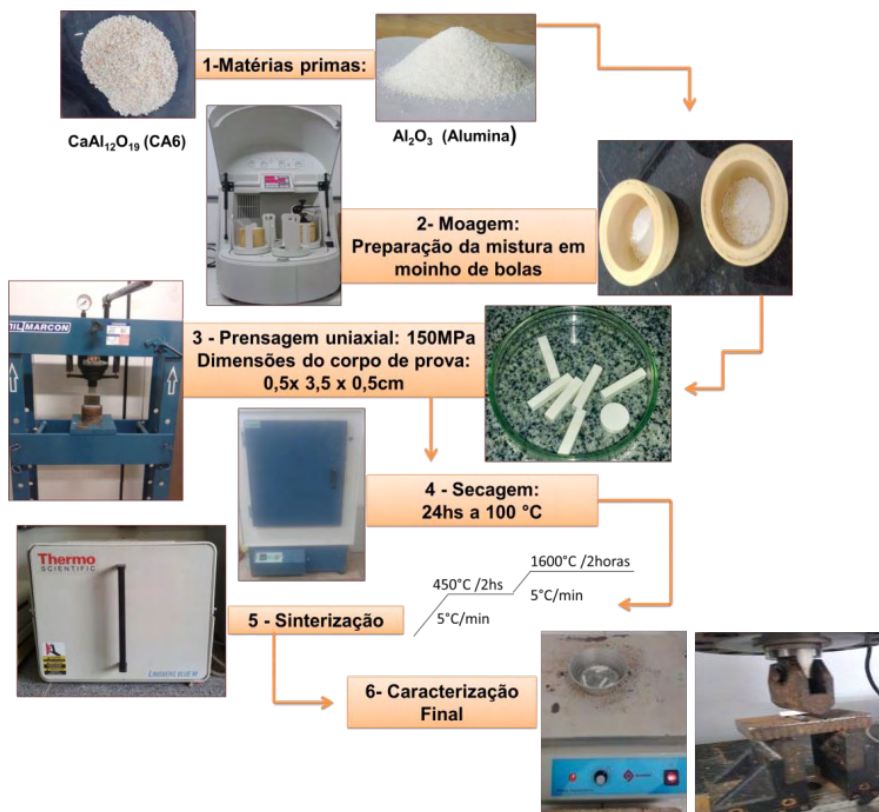 1-Matérias primas:
CaAl₁₂O₁₉ (CA6)
Al₂O₃ (Alumina)
2- Moagem:
Preparação da mistura em
moinho de bolas
MARCON
3 - Prensagem uniaxial: 150MPa
Dimensões do corpo de prova:
0,5x 3,5 x 0,5cm
4 - Secagem:
24hs a 100 °C
Thermo
SCIENTIFIC
5 - Sinterização
450°C /2hs
5°C/min
1600°C /2horas
5°C/min
6- Caracterização
Final